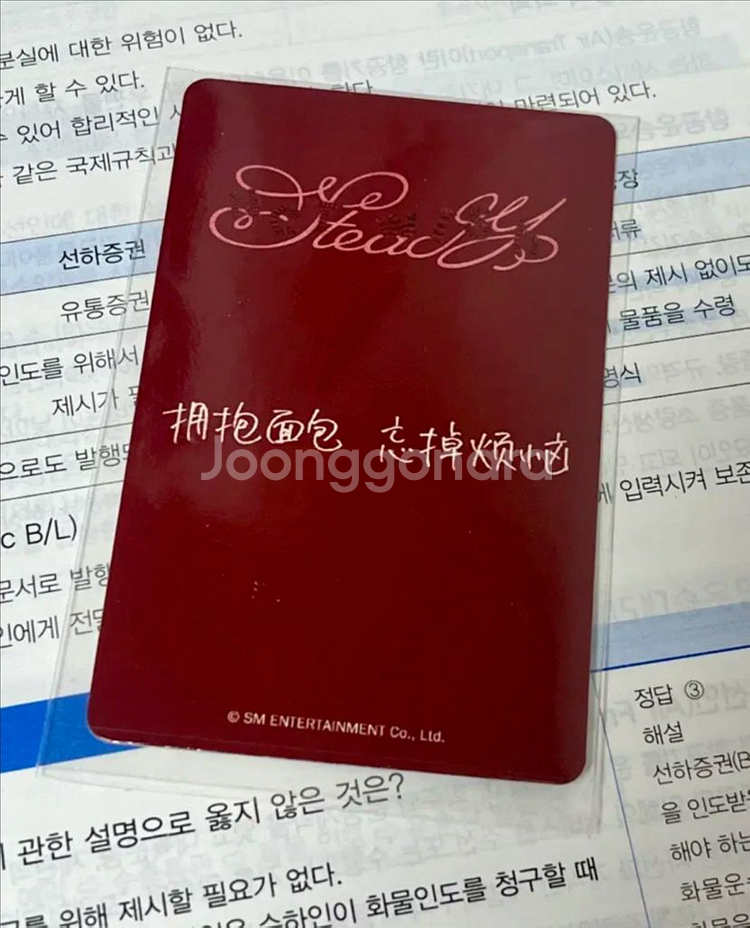 분실에 대한 위험이 없다.
게 할 수 있다.
수 있어 합리적인
한다
마련되어 있다.
같은 국제규칙과
선하증권
유통증권
인도를 위해서
제시가
으로도 발행
c B/L)
문서로 발행
인에게 전달
장
서류
의 제시 없이도
물품을 수령
명식
에 입력시켜 보존
Steady
拥抱面包 忘掉烦恼
Joonggonara
© SM ENTERTAINMENT Co., Ltd.
관한 설명으로 옳지 않은 것은?
위해 제시할 필요가 없다.
수하인이 화물인도를 청구할 때
정답 ③
해설
선하증권(B
을 인도받
해야 하는
화물운